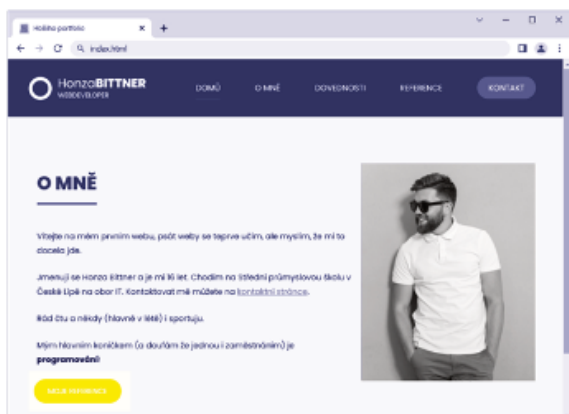 Holého portfolio
index.html
HonzaBITTNER
WEBDEVELOPER
DOMŮ
O MNĚ
DOVEDNOSTI
REFERENCE
KONTAKT
O MNĚ
Vítejte na mém prvním webu, psát weby se teprve učím, ale myslím, že mi to
docela jde.
Jmenuji se Honza Bittner a je mi 16 let. Chodím na Střední průmyslovou školu v
České Lípě na obor IT. Kontaktovat mě můžete na kontaktní stránce.
Rád čtu a někdy (hlavně v létě) i sportuju.
Mým hlavním koníčkem (a doufám že jednou i zaměstnáním) je
programování!
MOJE REFERENCE